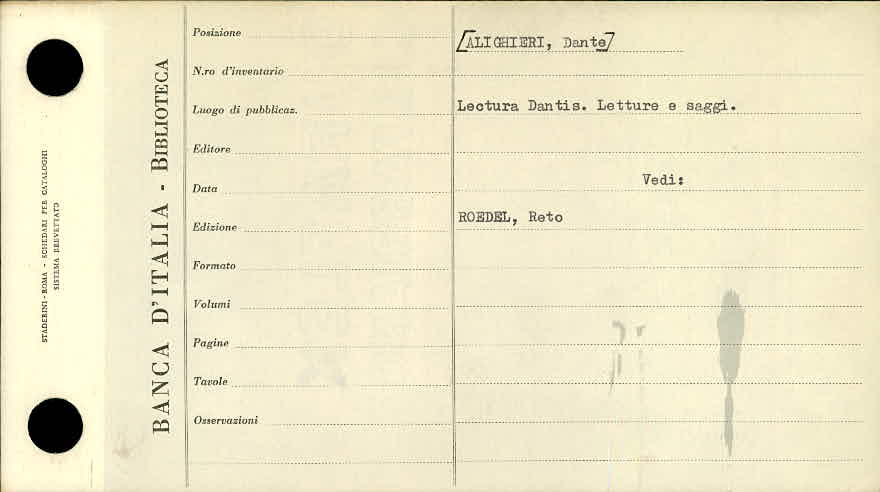 STADERINI - ROMA - SCHEDARI PER CATALOGHI
SISTEMA BREVETTATO
BANCA D'ITALIA - BIBLIOTECA
Posizione
N.ro d'inventario
Luogo di pubblicaz.
Editore
Data
Edizione
Formato
Volumi
Pagine
Tavole
Osservazioni
[ALIGHIERI, Dante]
Lectura Dantis. Letture e saggi.
Vedi:
ROEDEL, Reto